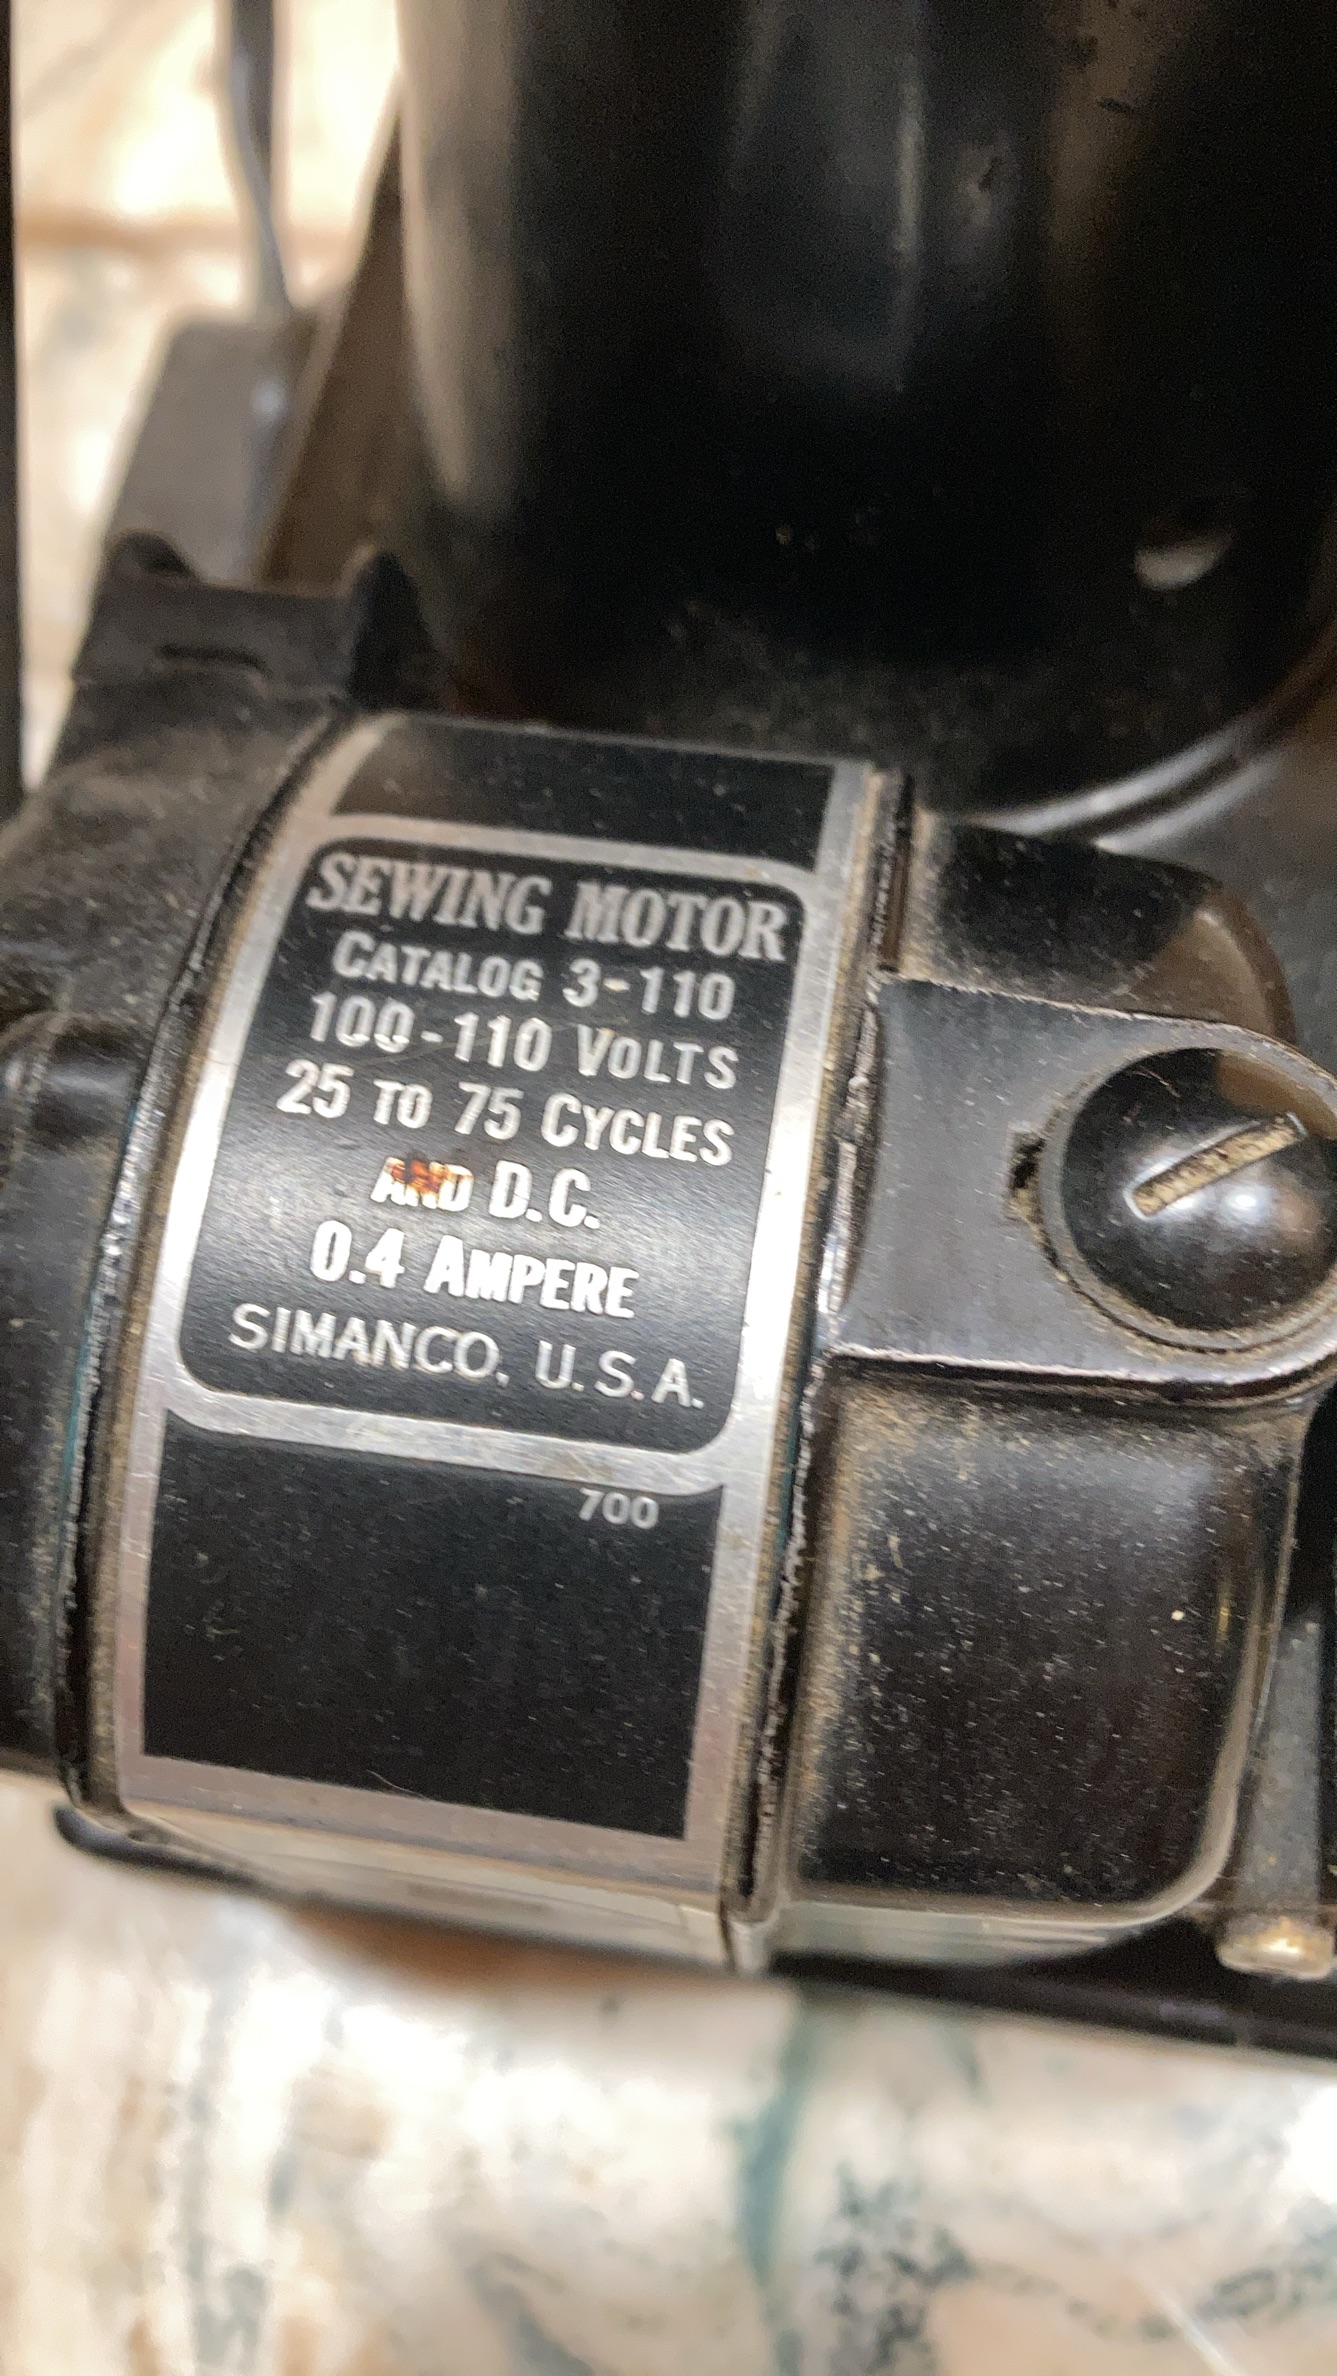 SEWING MOTOR
CATALOG 3-110
100-110 VOLTS
25 TO 75 CYCLES
AND D.C.
0.4 AMPERE
SIMANCO. U.S.A.
700